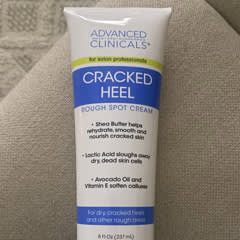 ADVANCED
CLINICALS®
for salon professionals
CRACKED
HEEL
ROUGH SPOT CREAM
• Shea Butter helps
rehydrate, smooth and
nourish cracked skin
• Lactic Acid sloughs away
dry, dead skin cells
• Avocado Oil and
Vitamin E soften calluses
For dry, cracked heels
and other rough areas
8 fl Oz (237 ml)